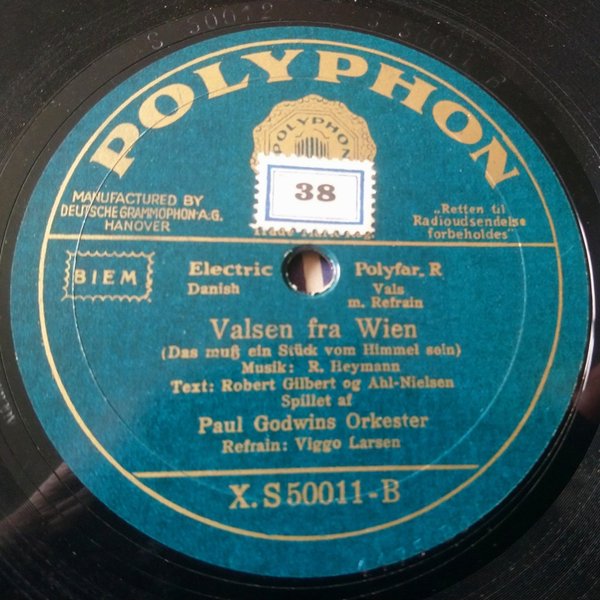 S 50012
S 50011 B
POLYPHON
POLYPHON
38
MANUFACTURED BY
DEUTSCHE GRAMMOPHON-A.G.
HANOVER
„Retten til
Radioudsendelse
forbeholdes"
BIEM
Electric Polyfar R
Danish Vals
m. Refrain
Valsen fra Wien
(Das muß ein Stück vom Himmel sein)
Musik: R. Heymann
Text: Robert Gilbert og Ahl-Nielsen
Spillet af
Paul Godwins Orkester
Refrain: Viggo Larsen
X. S 50011-B